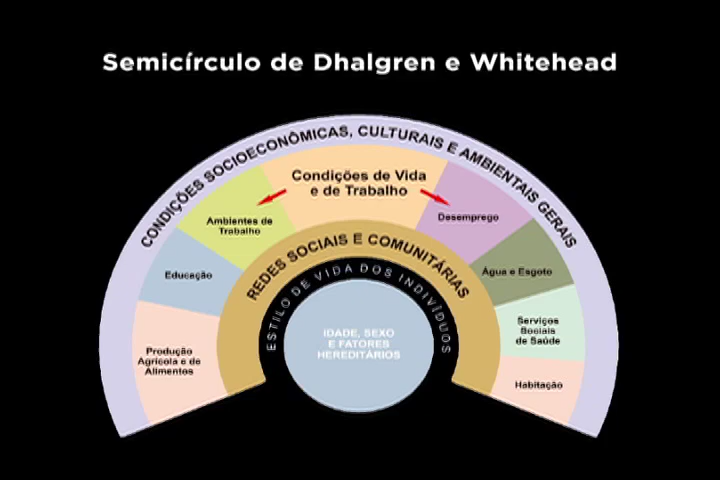 Semicírculo de Dhalgren e Whitehead
CONDIÇÕES SOCIOECONÔMICAS, CULTURAIS E AMBIENTAIS GERAIS
Condições de Vida
e de Trabalho
Ambientes de
Trabalho
Desemprego
Educação
Água e Esgoto
Produção
Agrícola e de
Alimentos
Serviços
Sociais
de Saúde
Habitação
REDES SOCIAIS E COMUNITÁRIAS
ESTILO DE VIDA DOS INDIVÍDUOS
IDADE, SEXO
E FATORES
HEREDITÁRIOS